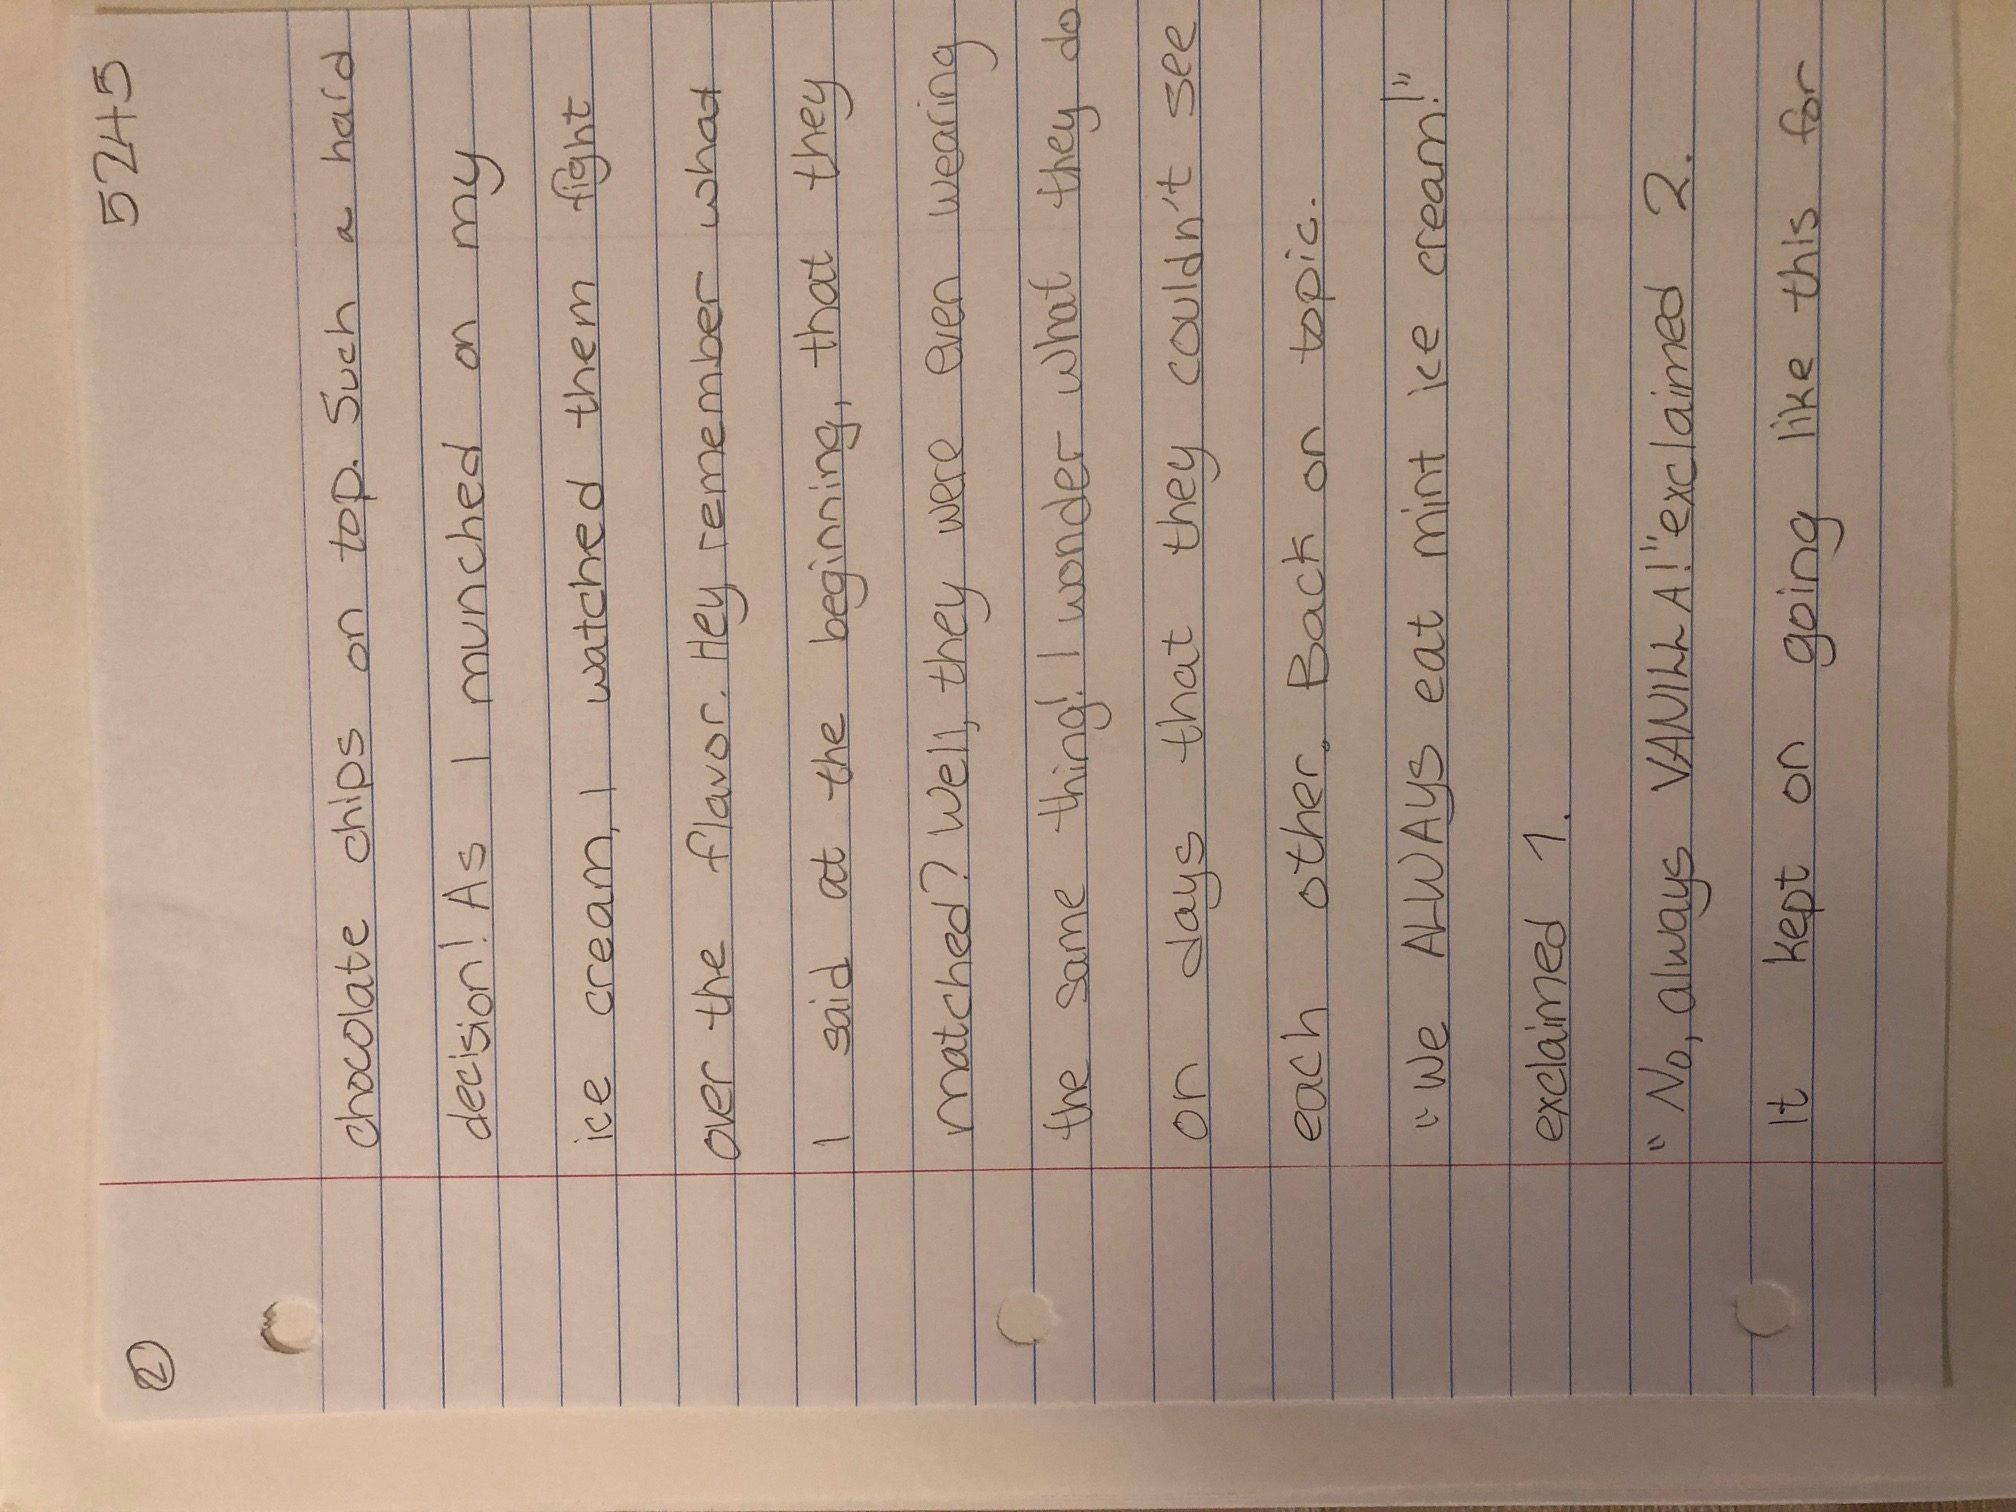 2
5245
chocolate chips on top. Such a hard
decision! As I munched on my
ice cream, I watched them fight
over the flavor. Hey, remember what
I said at the beginning, that they
matched? Well, they were even wearing
the same thing! I wonder what they do
on days that they couldn't see
each other. Back on topic.
"We ALWAYS eat mint ice cream!"
exclaimed 1.
"No, always VANILLA!" exclaimed 2.
It kept on going like this for